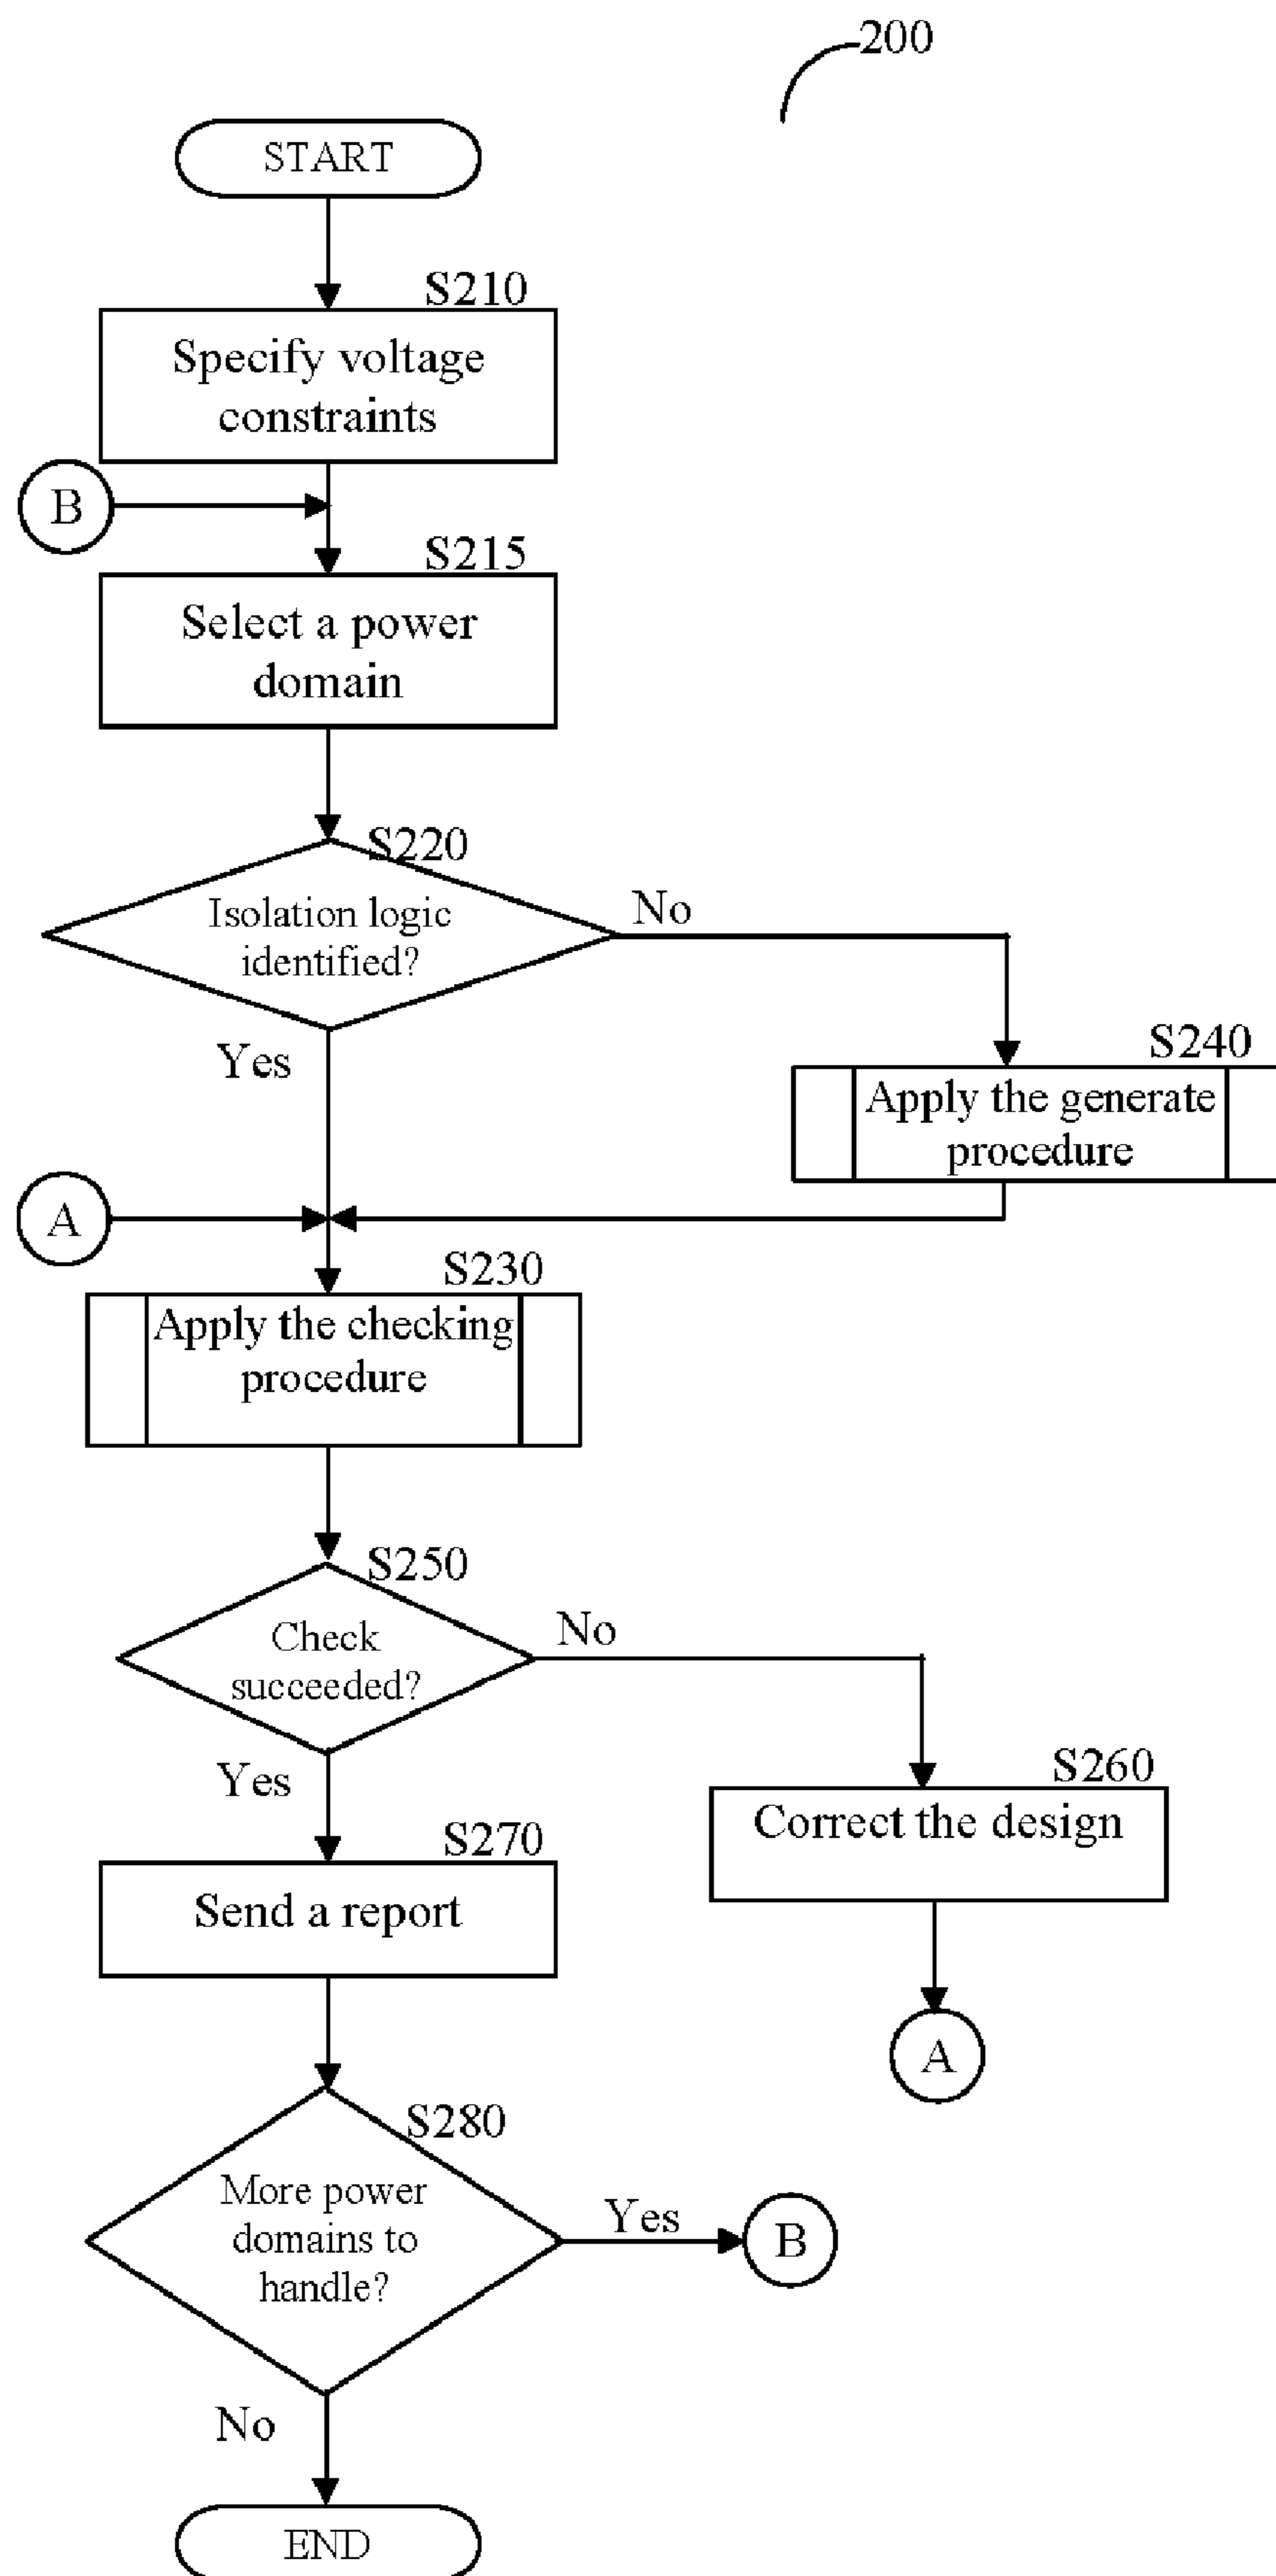 200
START
S210
Specify voltage
constraints
B
S215
Select a power
domain
S220
Isolation logic
identified?
No
Yes
S240
Apply the generate
procedure
A
S230
Apply the checking
procedure
S250
Check
succeeded?
No
Yes
S260
Correct the design
S270
Send a report
A
S280
More power
domains to
handle?
Yes
B
No
END